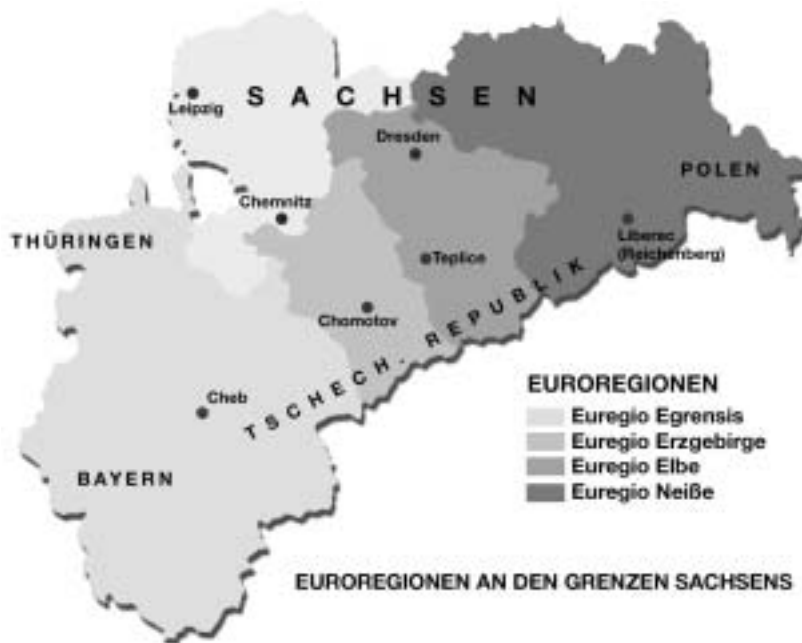 SACHSEN
Leipzig
Dresden
POLEN
Chemnitz
THÜRINGEN
Liberec
(Reichenberg)
Teplice
Chomotov
TSCHECH. REPUBLIK
Cheb
BAYERN
EUROREGIONEN
Euregio Egrensis
Euregio Erzgebirge
Euregio Elbe
Euregio Neiße
EUROREGIONEN AN DEN GRENZEN SACHSENS